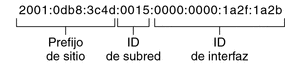 2001:0db8:3c4d:0015:0000:0000:1a2f:1a2b
Prefijo de sitio
ID de subred
ID de interfaz